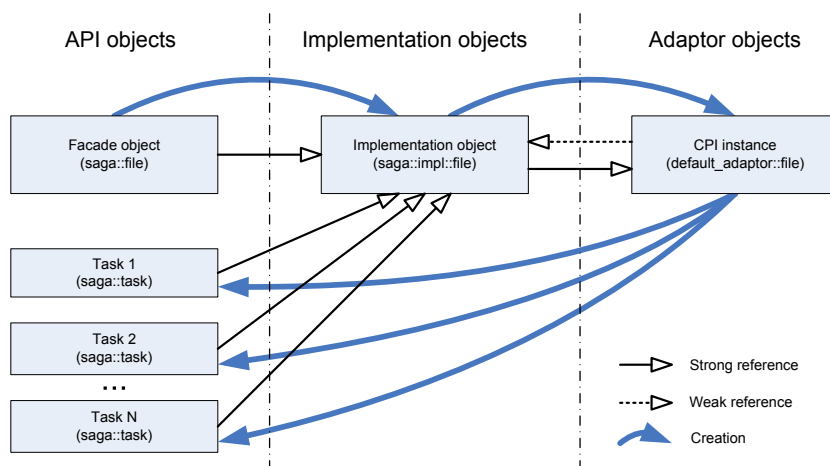 API objects
Implementation objects
Adaptor objects
Facade object
(saga::file)
Implementation object
(saga::impl::file)
CPI instance
(default_adaptor::file)
Task 1
(saga::task)
Task 2
(saga::task)
...
Task N
(saga::task)
Strong reference
Weak reference
Creation